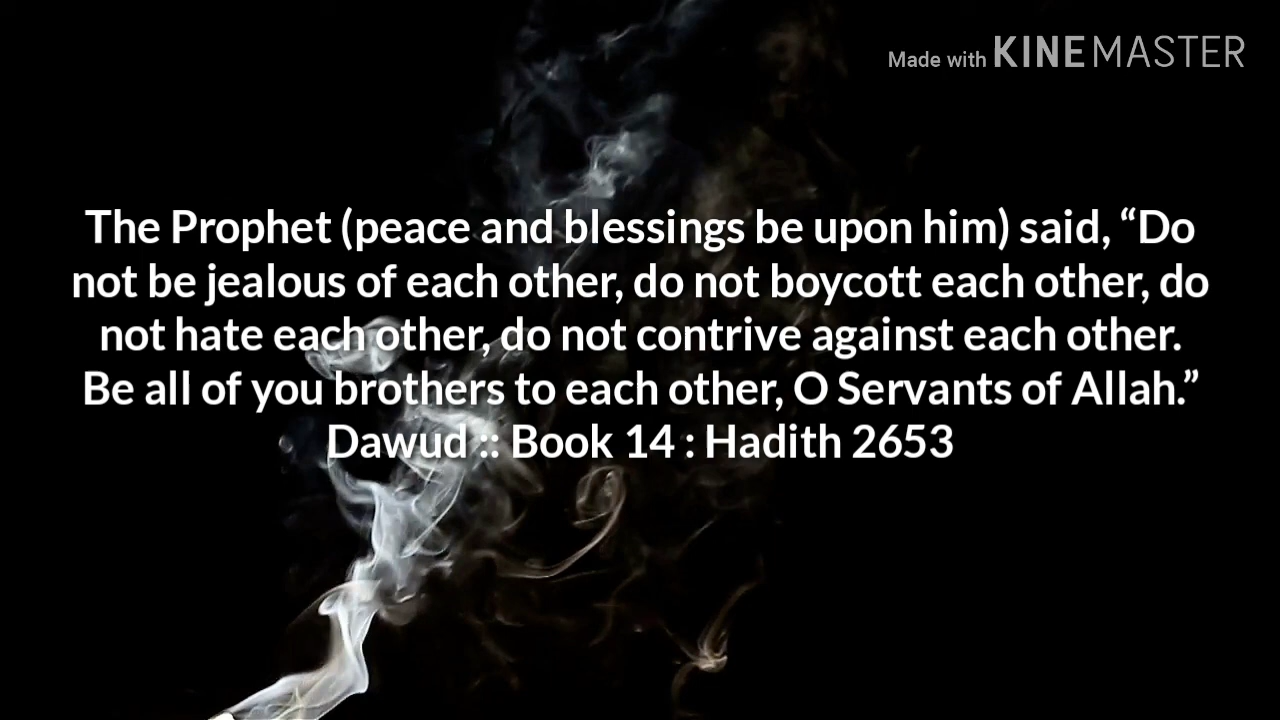 Made with KINEMASTER
The Prophet (peace and blessings be upon him) said, “Do
not be jealous of each other, do not boycott each other, do
not hate each other, do not contrive against each other.
Be all of you brothers to each other, O Servants of Allah.”
Dawud :: Book 14 : Hadith 2653